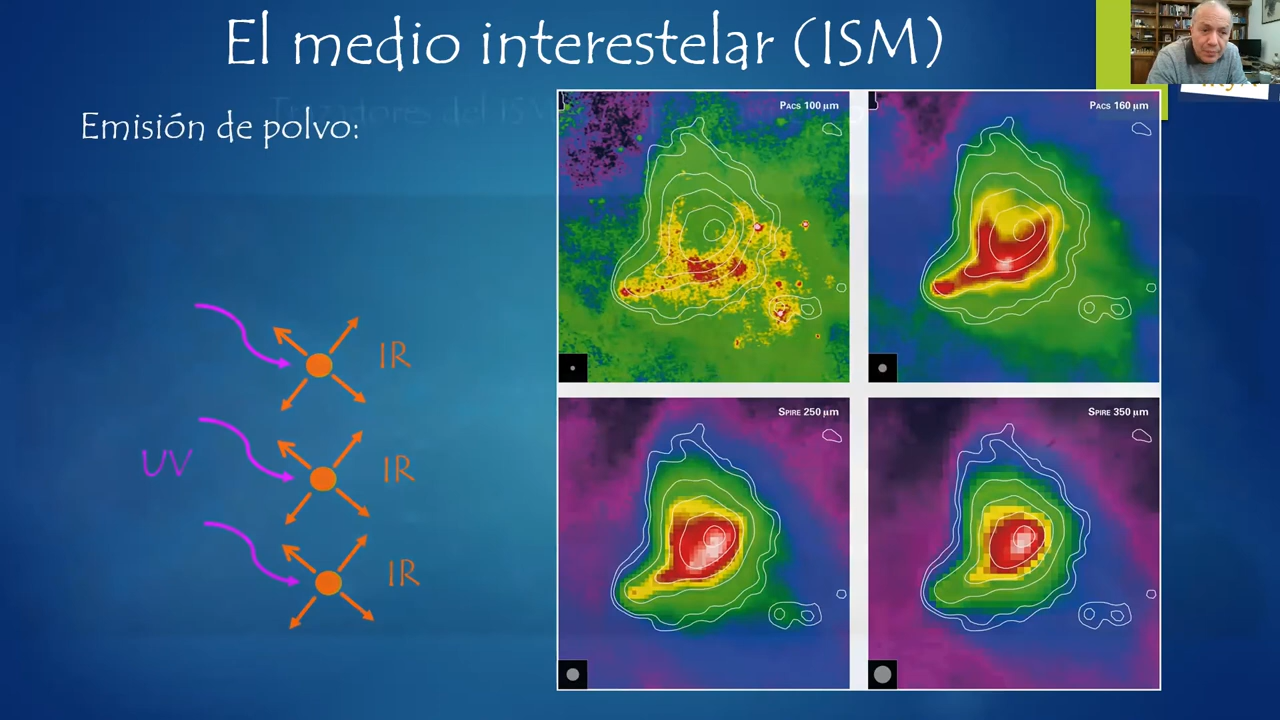 El medio interestelar (ISM)
Emisión de polvo:
PACS 100 μm
PACS 160 μm
IR
UV
IR
IR
SPIRE 250 μm
SPIRE 350 μm